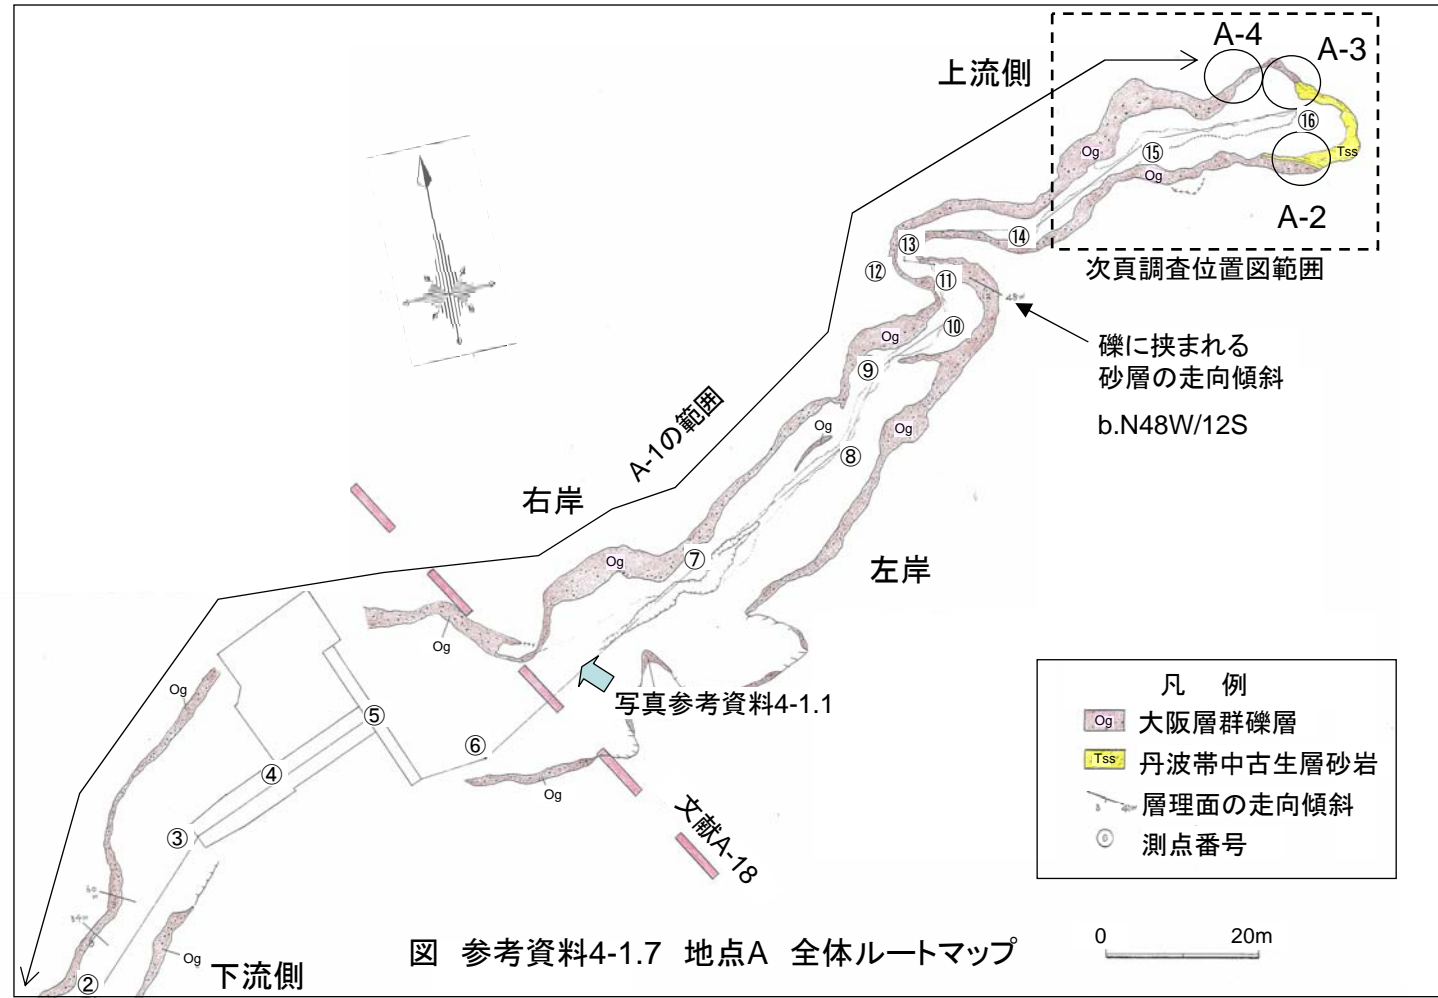 A-4
A-3
上流側
⑯
Og
⑮
Tss
Og
A-2
⑬
⑭
次頁調査位置図範囲
⑫
⑪
48w
⑩
礫に挟まれる
砂層の走向傾斜
b.N48W/12S
Og
⑨
A-1の範囲
Og
Og
⑧
右岸
⑦
Og
左岸
Og
写真参考資料4-1.1
Og
⑤
⑥
④
Og
文献A-18
③
凡 例
Og 大阪層群礫層
Tss 丹波帯中古生層砂岩
層理面の走向傾斜
⑥ 測点番号
60
Og
②
下流側
図 参考資料4-1.7 地点A 全体ルートマップ
0 20m